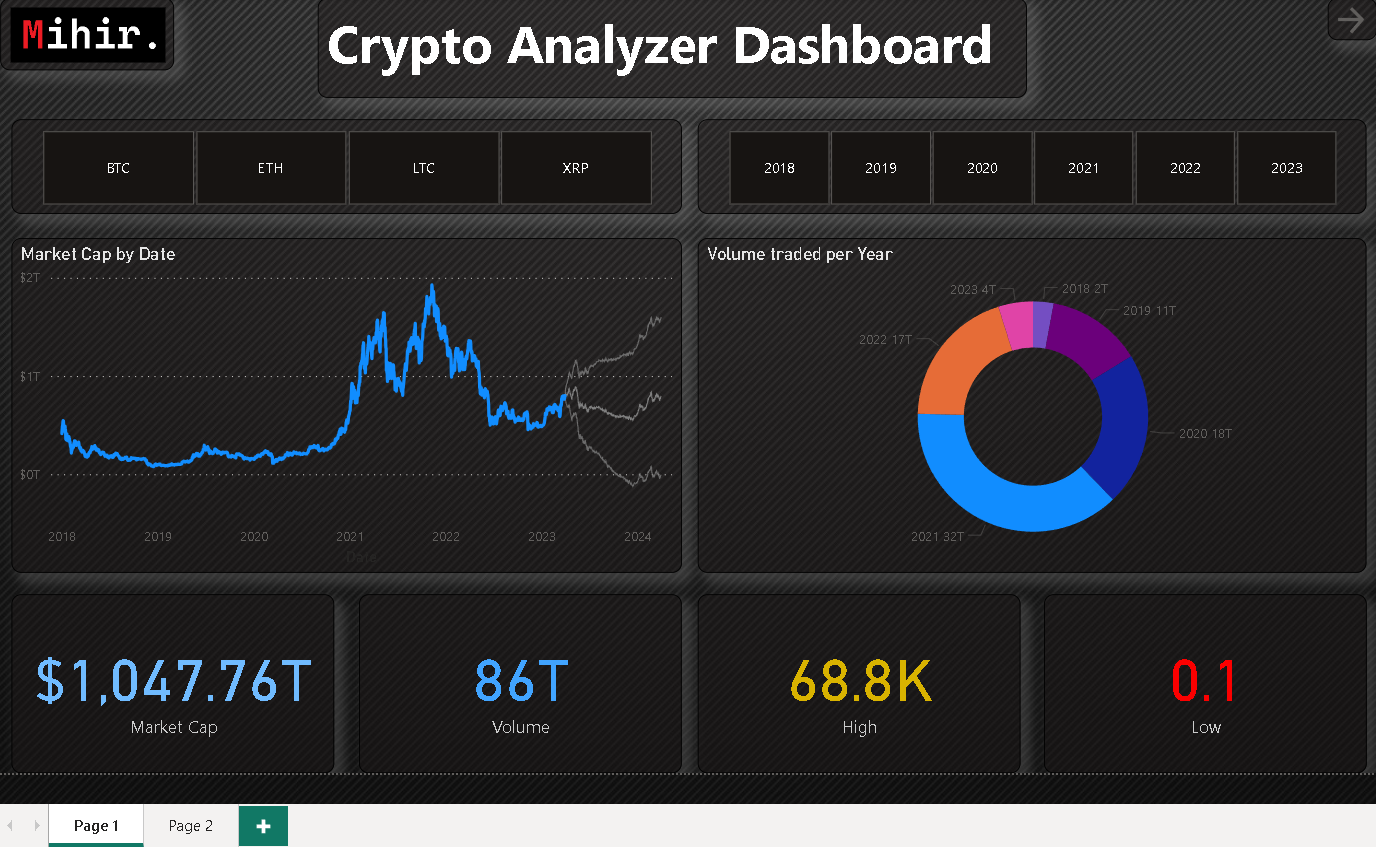 Mihir.
Crypto Analyzer Dashboard
BTC ETH LTC XRP
2018 2019 2020 2021 2022 2023
Market Cap by Date
$2T
$1T
$0T
2018 2019 2020 2021 2022 2023 2024
Date
Volume traded per Year
2023 4T
2018 2T
2019 11T
2022 17T
2020 18T
2021 32T
$1,047.76T
Market Cap
86T
Volume
68.8K
High
0.1
Low
Page 1 Page 2